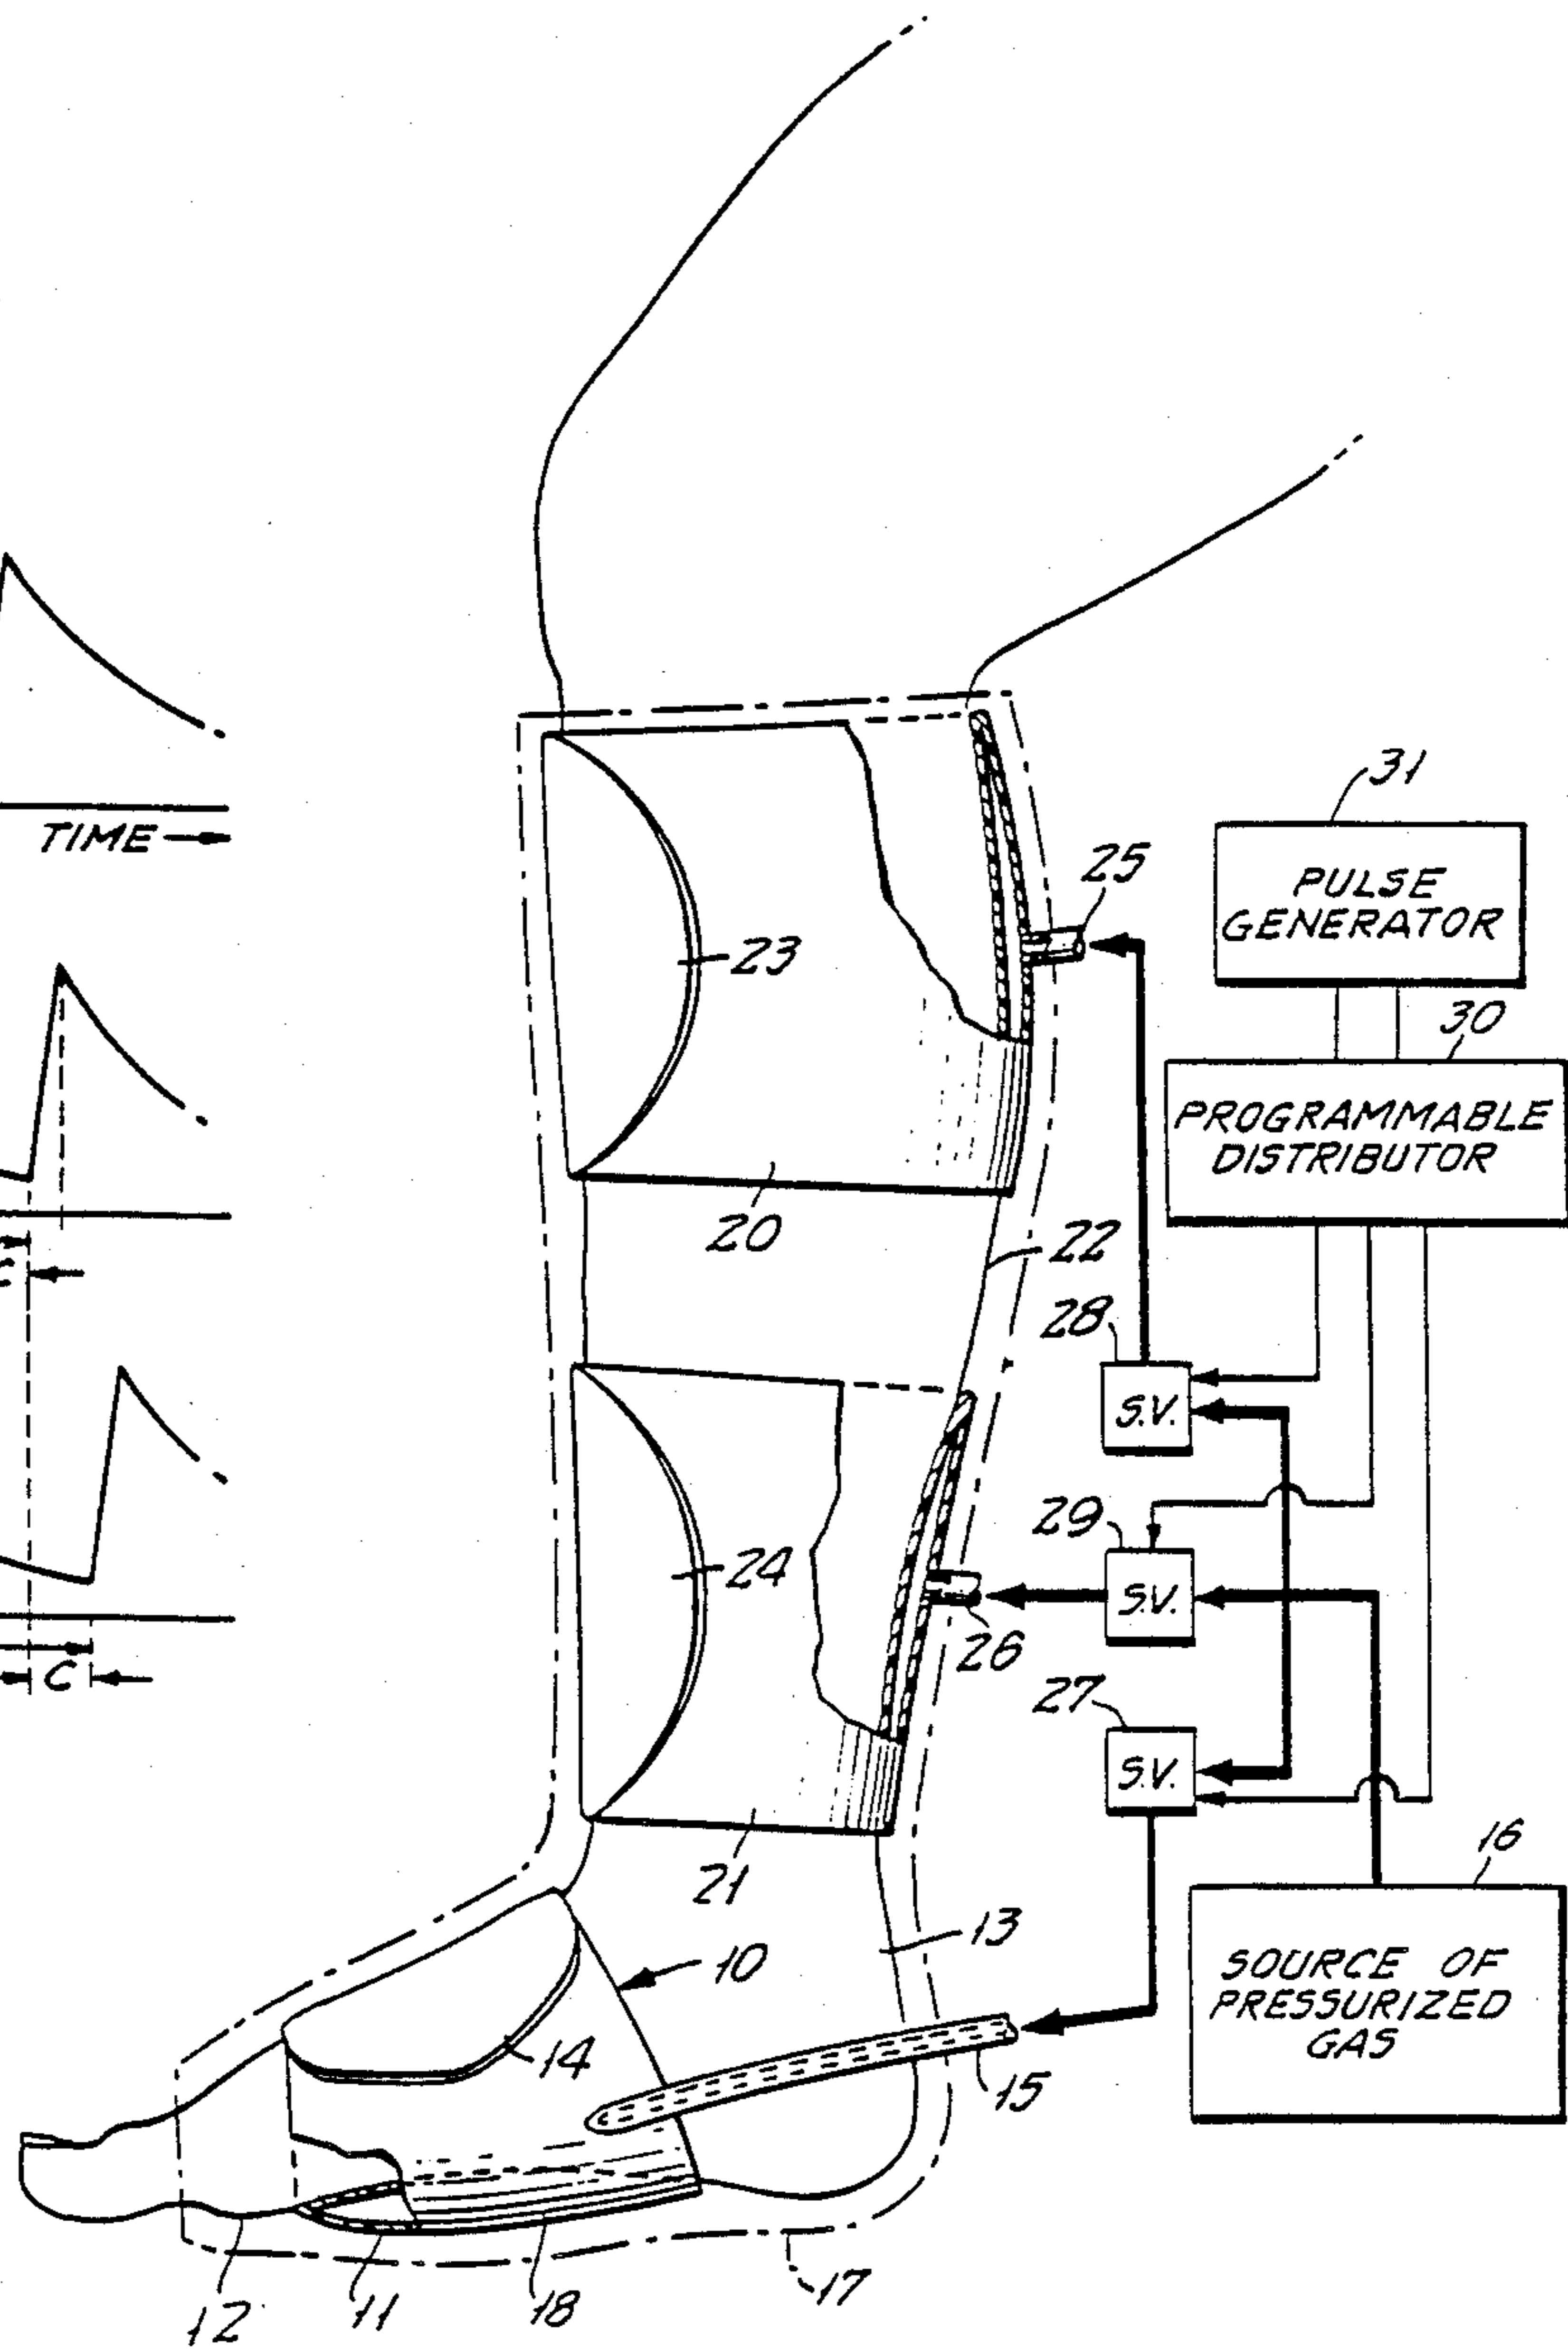 31
TIME
25
PULSE
GENERATOR
23
30
PROGRAMMABLE
DISTRIBUTOR
20
22
28
S.V.
29
24
S.V.
26
C
27
S.V.
16
21
13
10
SOURCE OF
PRESSURIZED
GAS
14
15
17
12
11
18